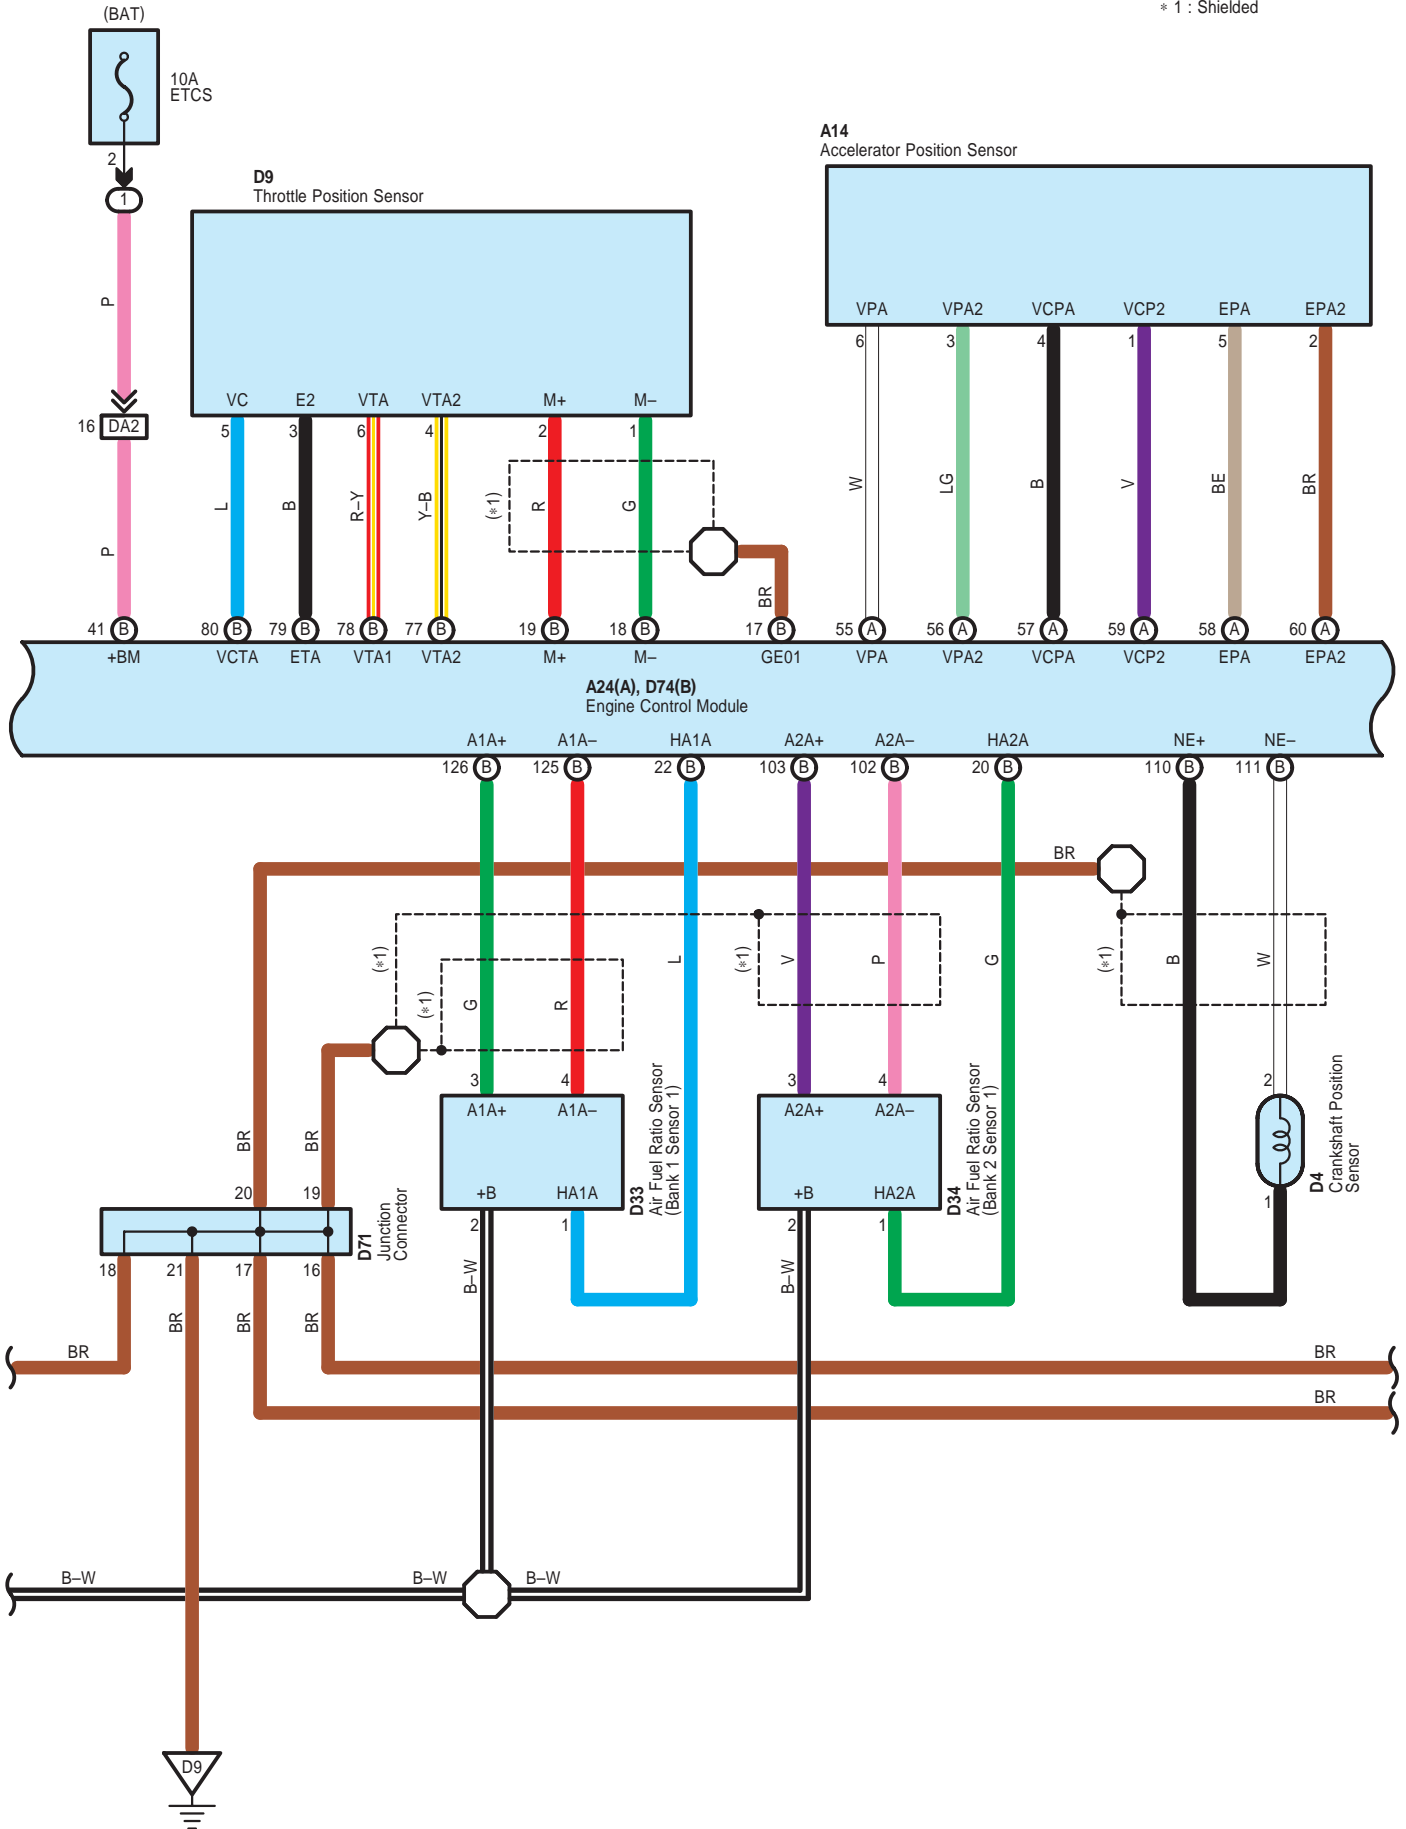 (BAT)
∗ 1 : Shielded
10A
ETCS
2
1
A14
Accelerator Position Sensor
D9
Throttle Position Sensor
P
VPA VPA2 VCPA VCP2 EPA EPA2
6 3 4 1 5 2
VC E2 VTA VTA2 M+ M–
16 DA2
5 3 6 4 2 1
P
L B R–Y Y–B (∗1) R G
W LG B V BE BR
BR
41 B 80 B 79 B 78 B 77 B 19 B 18 B 17 B 55 A 56 A 57 A 59 A 58 A 60 A
+BM VCTA ETA VTA1 VTA2 M+ M– GE01 VPA VPA2 VCPA VCP2 EPA EPA2
A24(A), D74(B)
Engine Control Module
A1A+ A1A– HA1A A2A+ A2A– HA2A NE+ NE–
126 B 125 B 22 B 103 B 102 B 20 B 110 B 111 B
BR
(∗1) L (∗1) V P G (∗1) B W
(∗1) G R
3 4 3 4 2
A1A+ A1A– A2A+ A2A–
D33
Air Fuel Ratio Sensor
(Bank 1 Sensor 1)
D34
Air Fuel Ratio Sensor
(Bank 2 Sensor 1)
D4
Crankshaft Position
Sensor
BR BR
20 19
+B HA1A +B HA2A
1
2 1 2 1
D71
Junction
Connector
18 21 17 16
B–W B–W
BR BR BR
BR BR
BR
B–W B–W B–W
D9